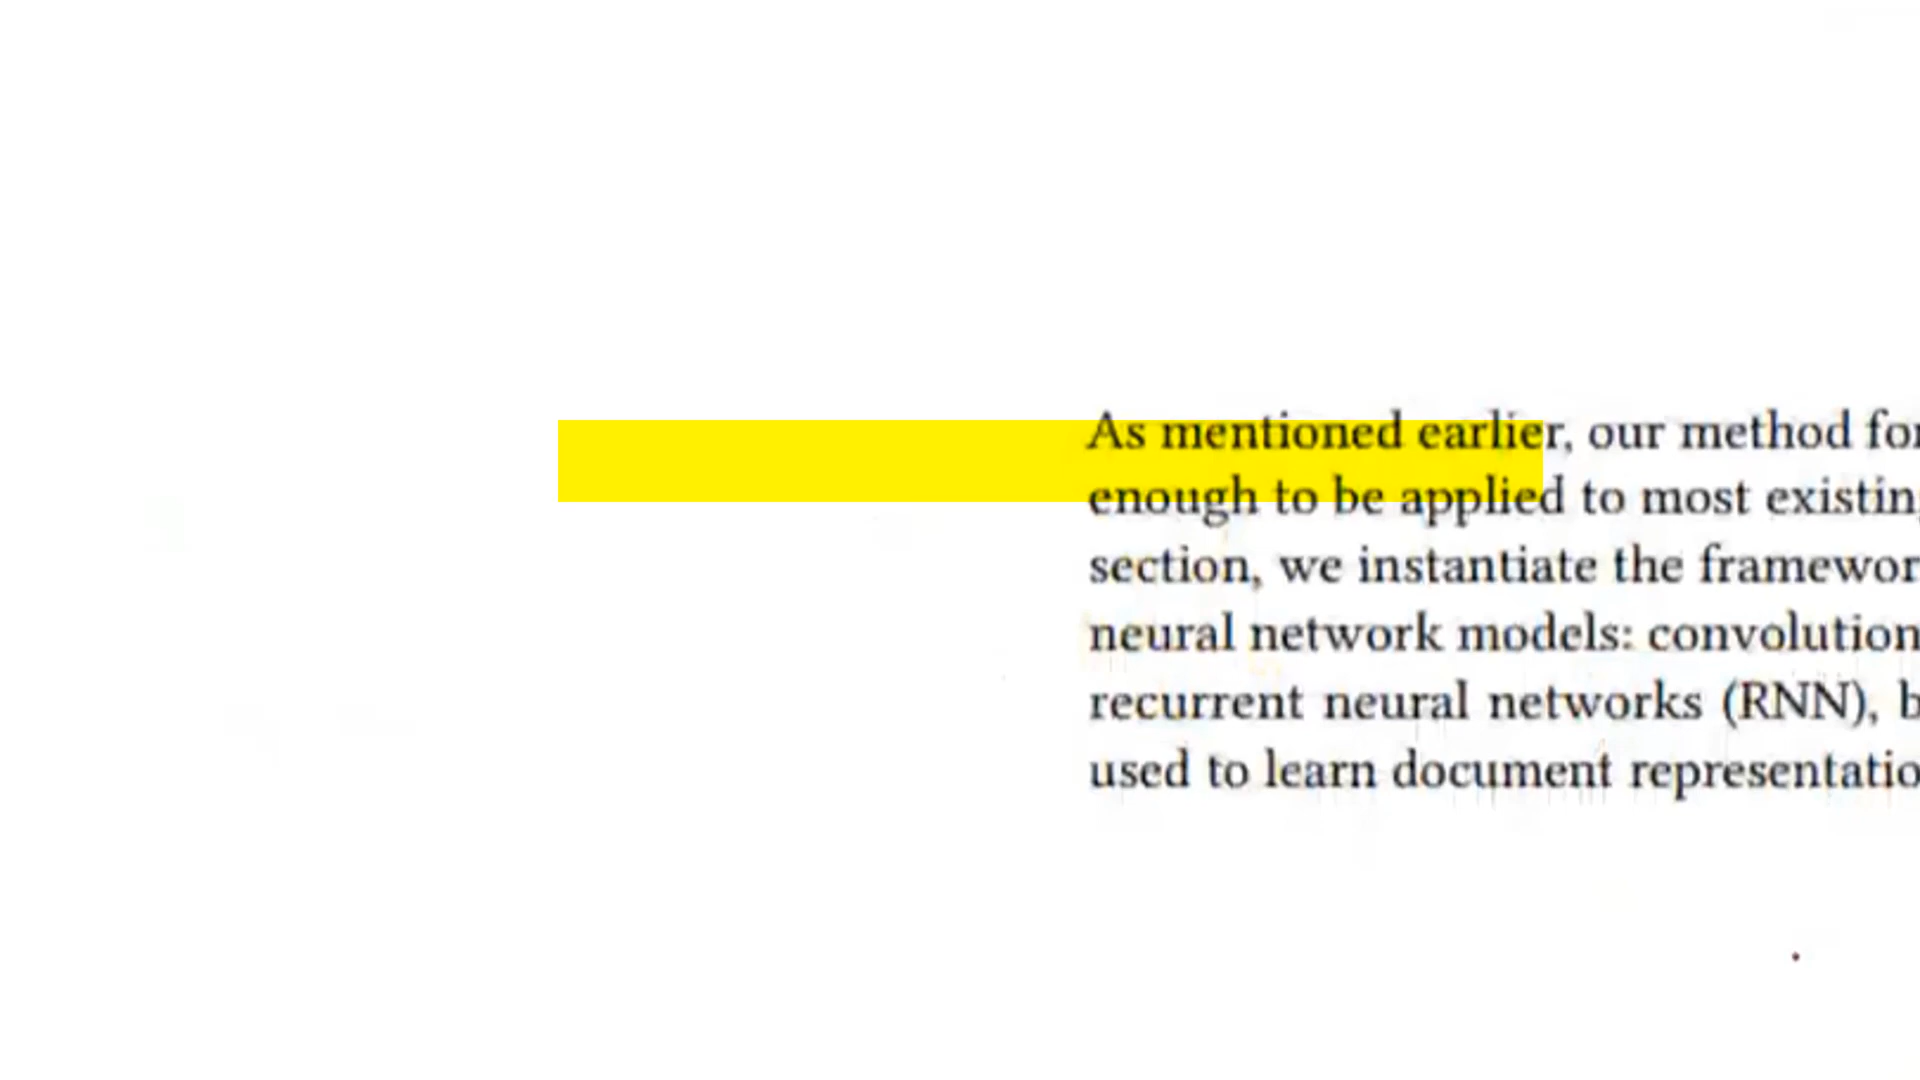 As mentioned earlier, our method for
enough to be applied to most existing
section, we instantiate the framewor
neural network models: convolution
recurrent neural networks (RNN), b
used to learn document representatio